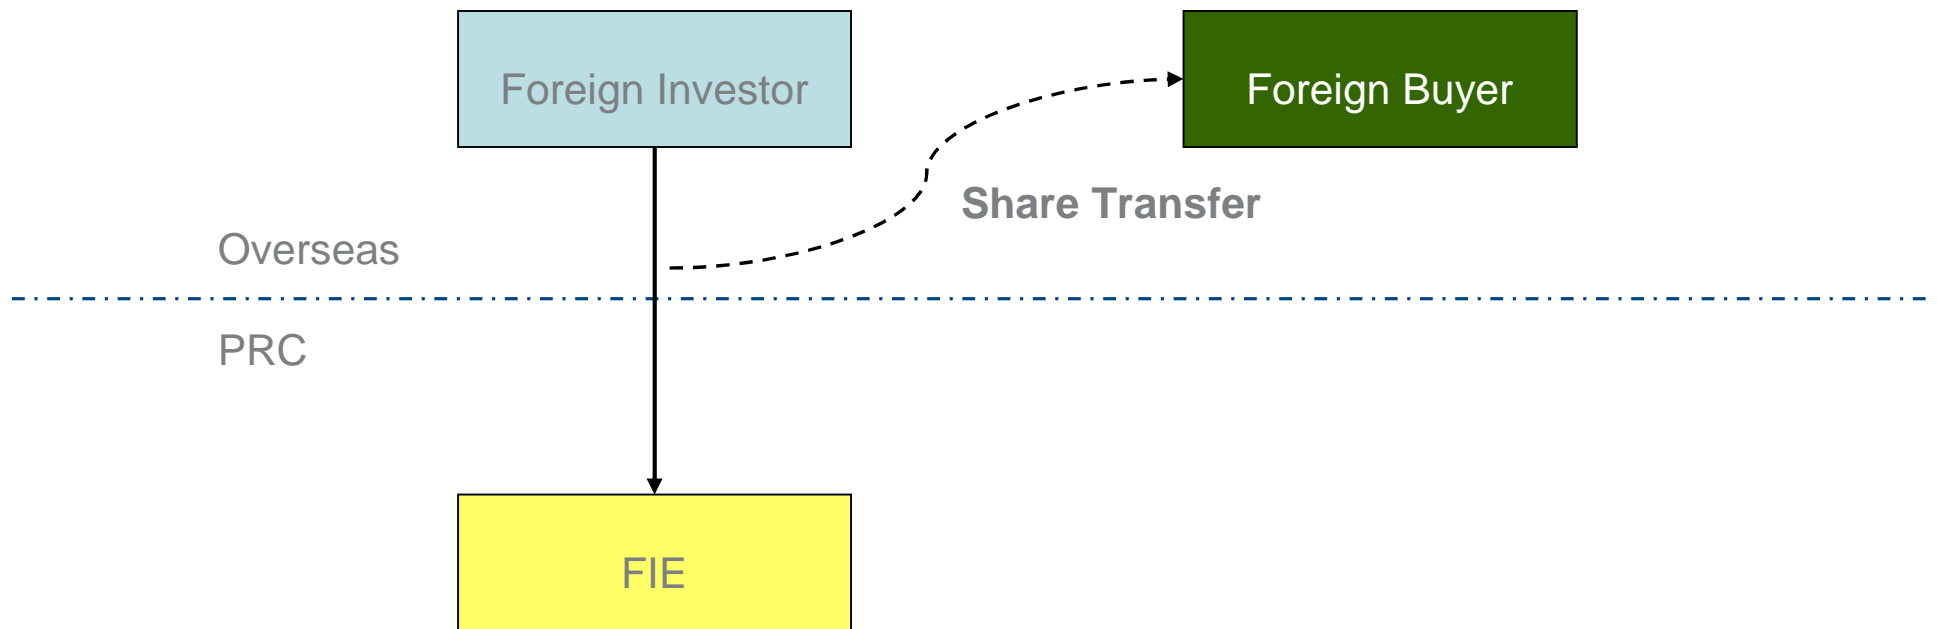 Foreign Investor
Foreign Buyer
Share Transfer
Overseas
PRC
FIE